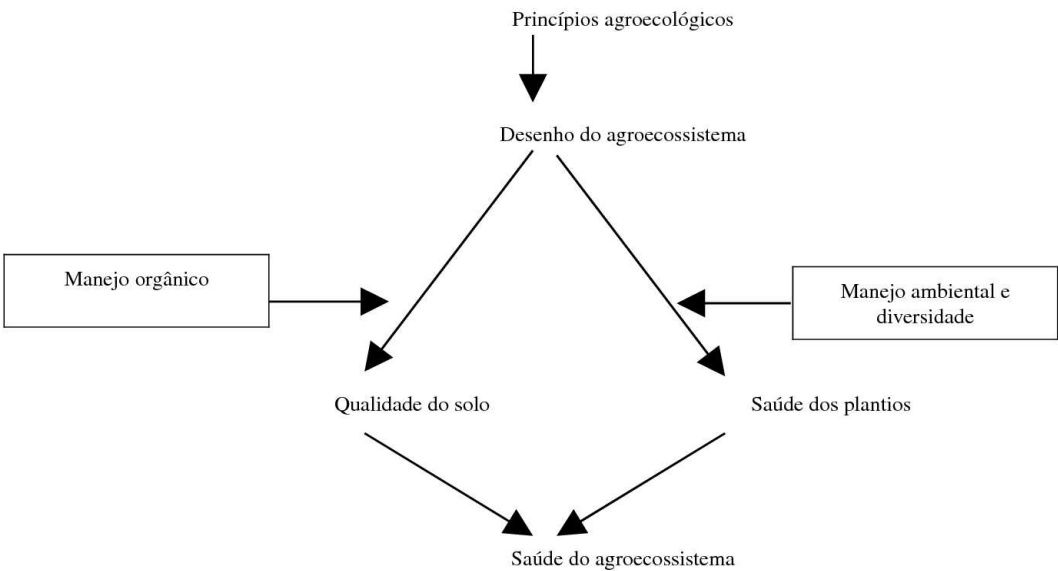 Princípios agroecológicos
Desenho do agroecossistema
Manejo orgânico
Manejo ambiental e
diversidade
Qualidade do solo
Saúde dos plantios
Saúde do agroecossistema